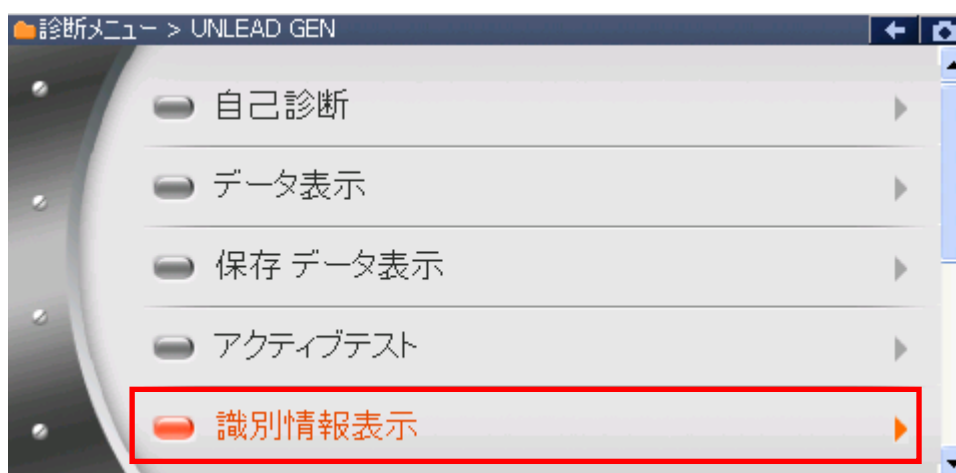 診断メニュー > UNLEAD GEN
自己診断
データ表示
保存 データ表示
アクティブテスト
識別情報表示